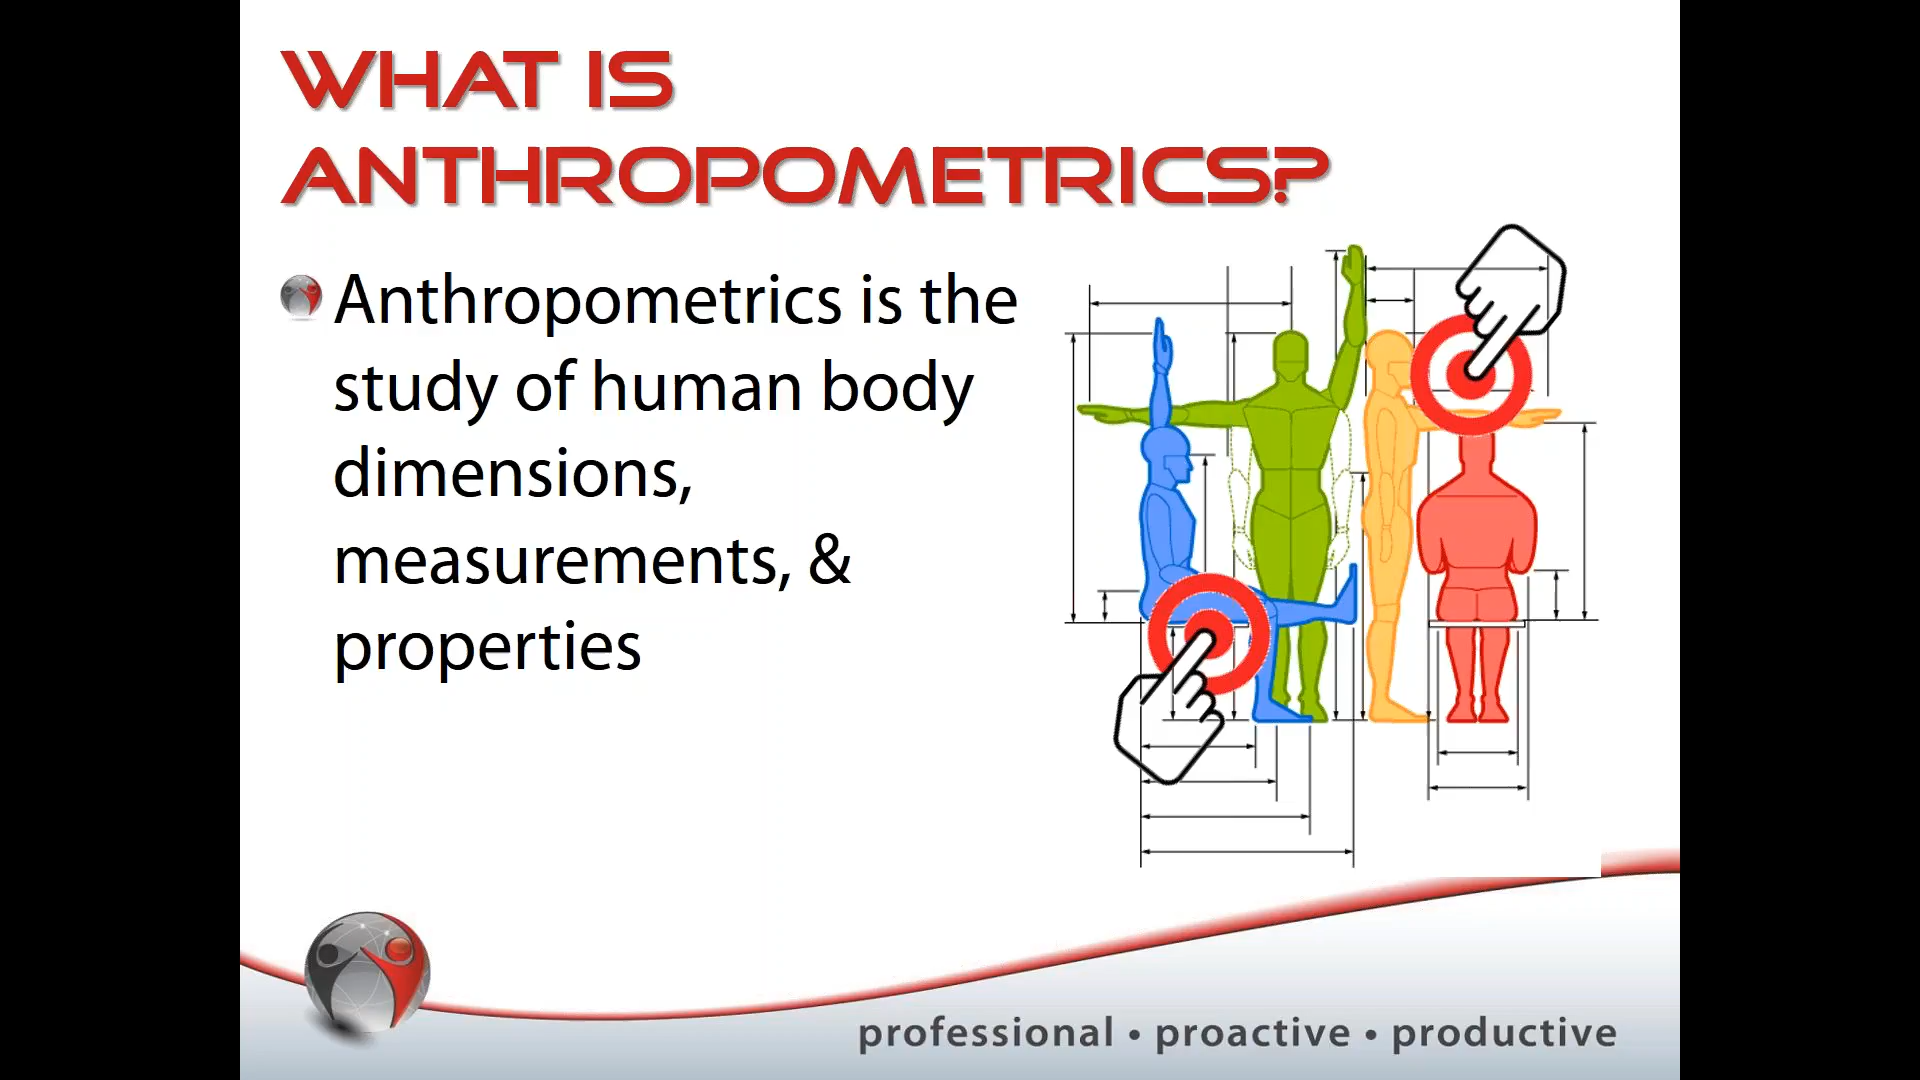 WHAT IS
ANTHROPOMETRICS?
Anthropometrics is the
study of human body
dimensions,
measurements, &
properties
professional • proactive • productive